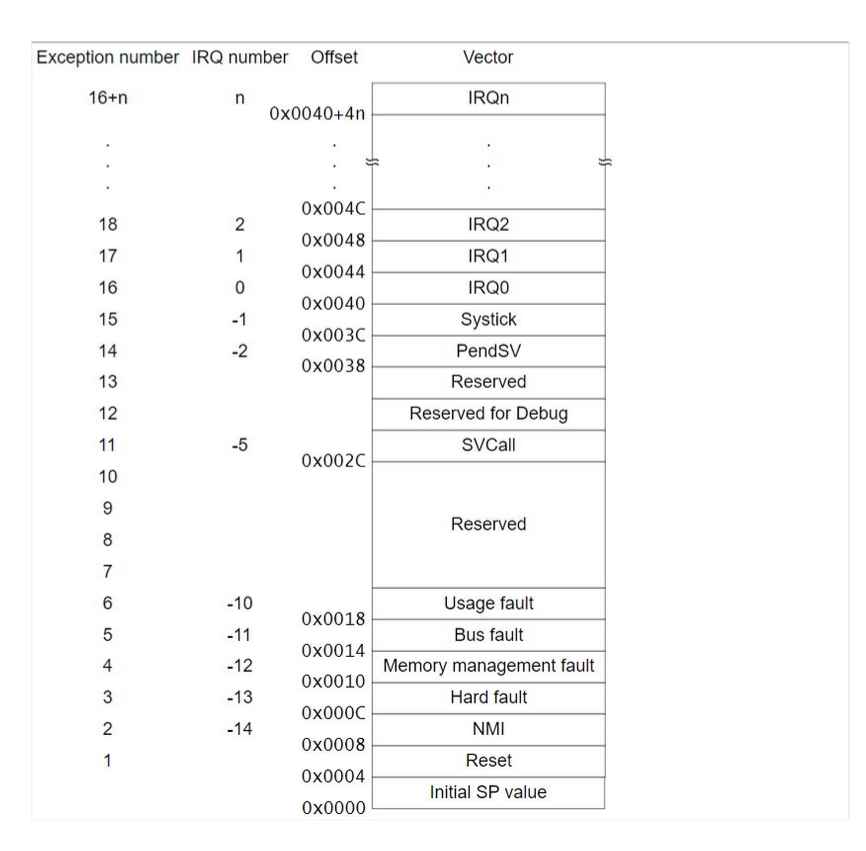 Exception number IRQ number Offset Vector
16+n n IRQn
0x0040+4n
. . .
. . .
. . .
0x004C
18 2 IRQ2
0x0048
17 1 IRQ1
0x0044
16 0 IRQ0
0x0040
15 -1 Systick
0x003C
14 -2 PendSV
0x0038
13 Reserved
12 Reserved for Debug
11 -5 SVCall
0x002C
10
9
Reserved
8
7
6 -10 Usage fault
0x0018
5 -11 Bus fault
0x0014
4 -12 Memory management fault
0x0010
3 -13 Hard fault
0x000C
2 -14 NMI
0x0008
1 Reset
0x0004
Initial SP value
0x0000